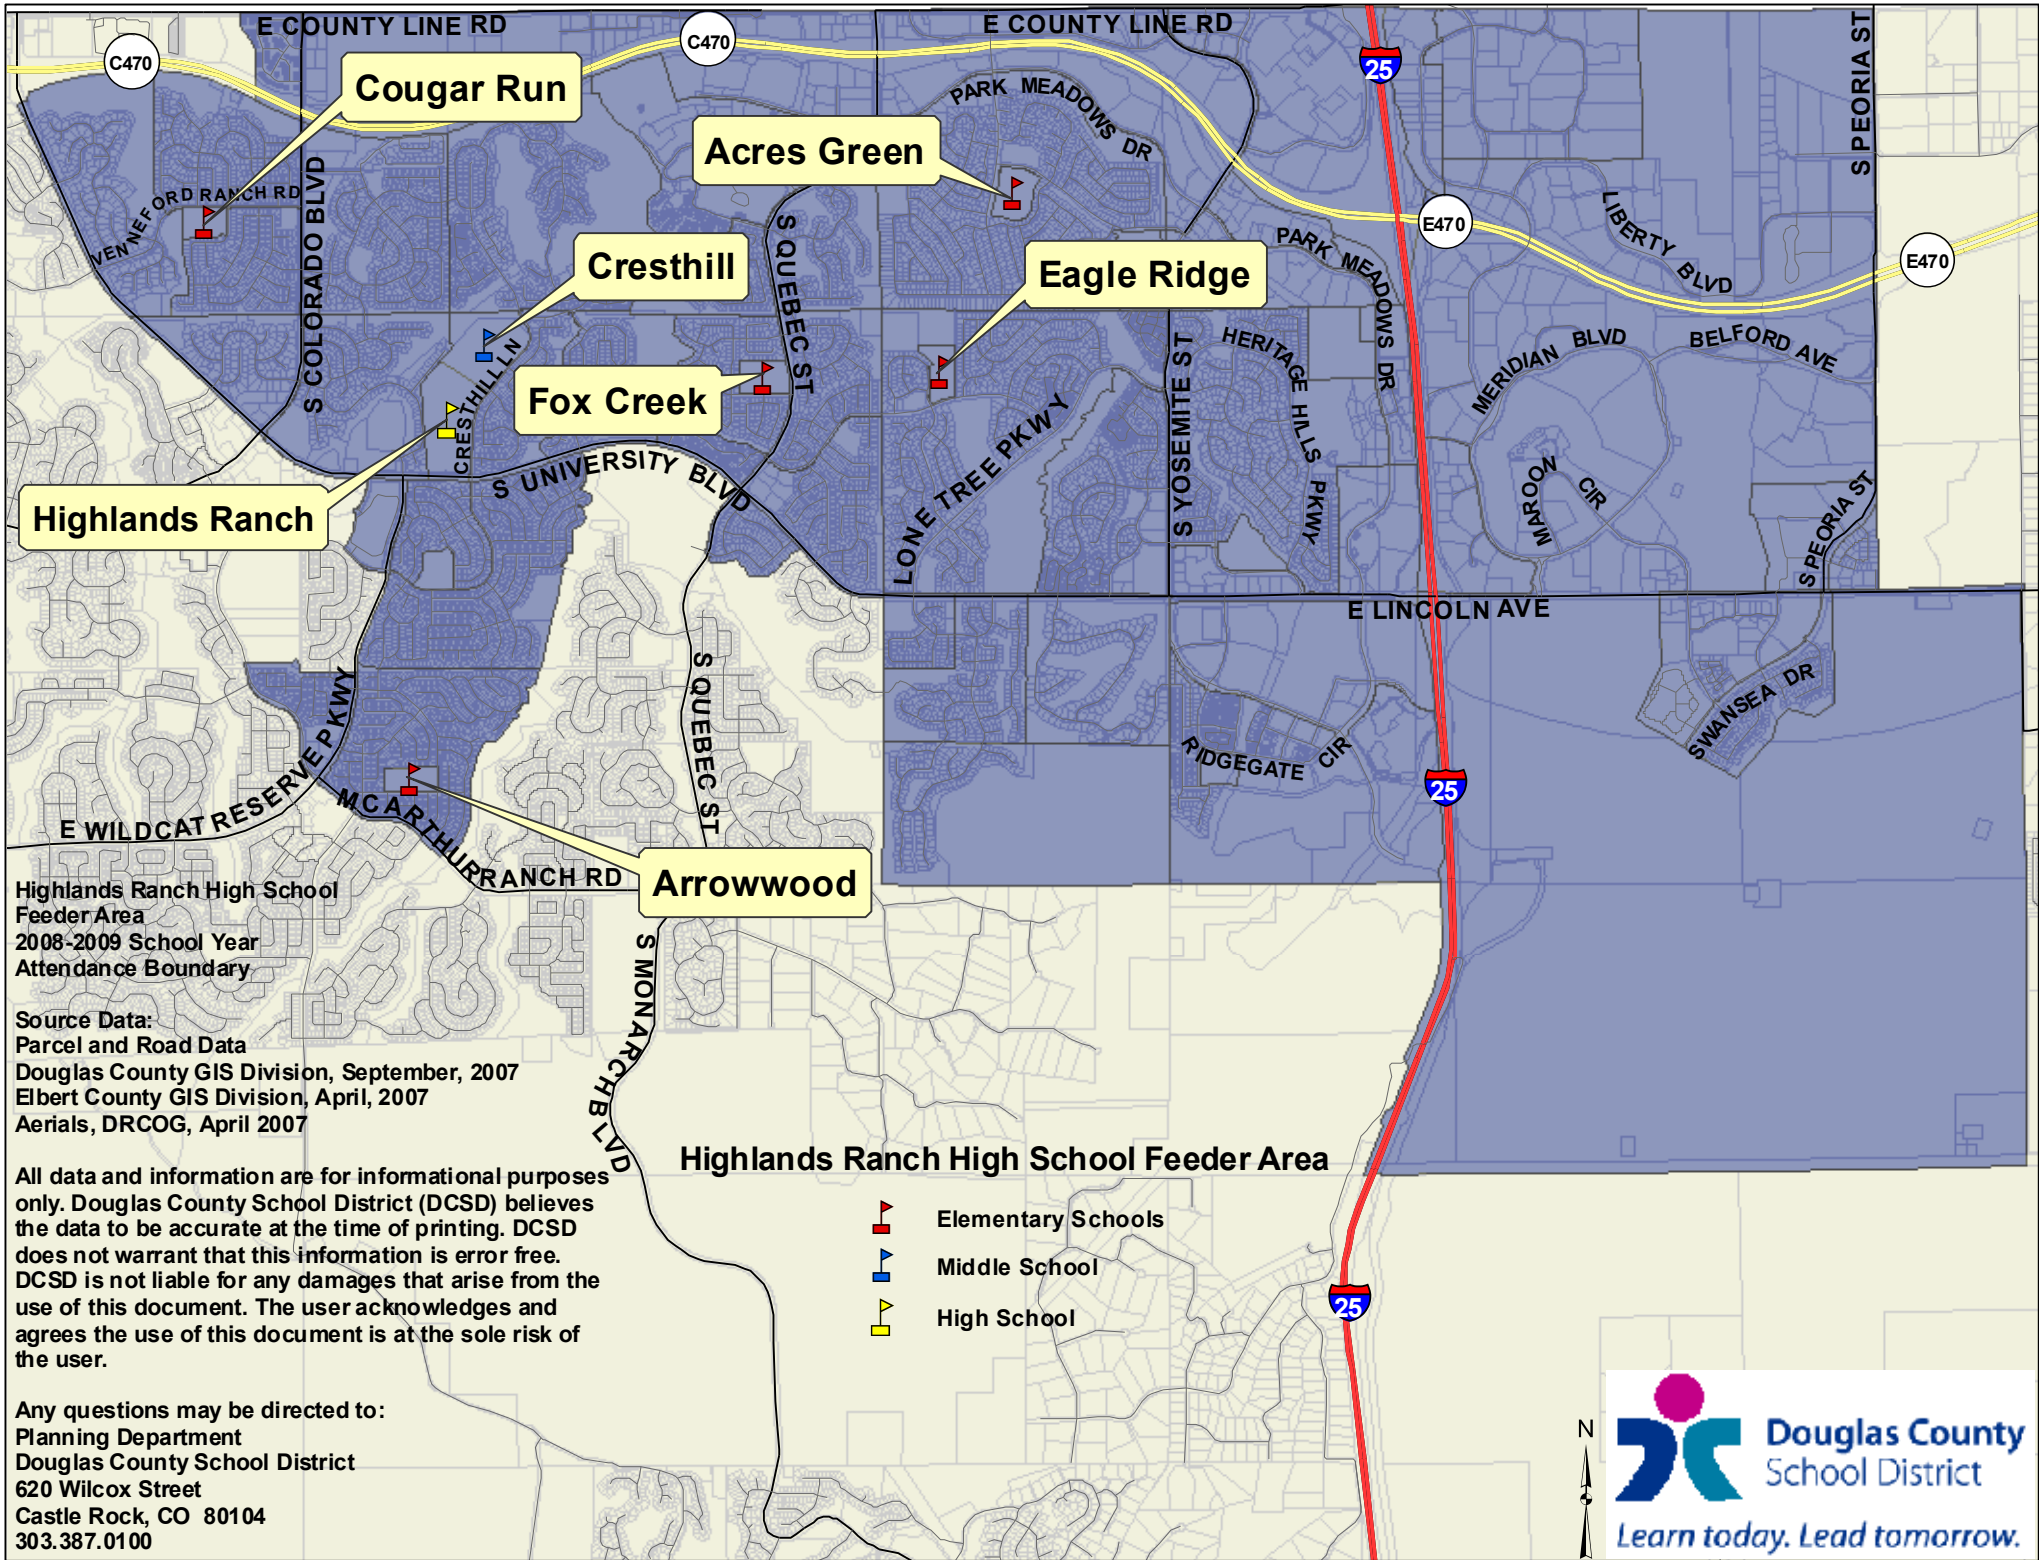 E COUNTY LINE RD
E COUNTY LINE RD
C470
C470
25
S PEORIA ST
Cougar Run
PARK MEADOWS DR
Acres Green
VENNEFORD RANCH RD
S COLORADO BLVD
S QUEBEC ST
E470
LIBERTY BLVD
E470
Cresthill
Eagle Ridge
PARK MEADOWS DR
CRESTHILL LN
Fox Creek
S YOSEMITE ST
HERITAGE HILLS PKWY
MERIDIAN BLVD
BELFORD AVE
LONE TREE PKWY
S UNIVERSITY BLVD
MAROON CIR
S PEORIA ST
Highlands Ranch
E LINCOLN AVE
S QUEBEC ST
SWANSEA DR
RIDGEGATE CIR
25
E WILDCAT RESERVE PKWY
MCARTHUR RANCH RD
Arrowwood
S MONARCH BLVD
Highlands Ranch High School
Feeder Area
2008-2009 School Year
Attendance Boundary
Source Data:
Parcel and Road Data
Douglas County GIS Division, September, 2007
Elbert County GIS Division, April, 2007
Aerials, DRCOG, April 2007
All data and information are for informational purposes
only. Douglas County School District (DCSD) believes
the data to be accurate at the time of printing. DCSD
does not warrant that this information is error free.
DCSD is not liable for any damages that arise from the
use of this document. The user acknowledges and
agrees the use of this document is at the sole risk of
the user.
Any questions may be directed to:
Planning Department
Douglas County School District
620 Wilcox Street
Castle Rock, CO 80104
303.387.0100
Highlands Ranch High School Feeder Area
Elementary Schools
Middle School
High School
25
N
Douglas County
School District
Learn today. Lead tomorrow.